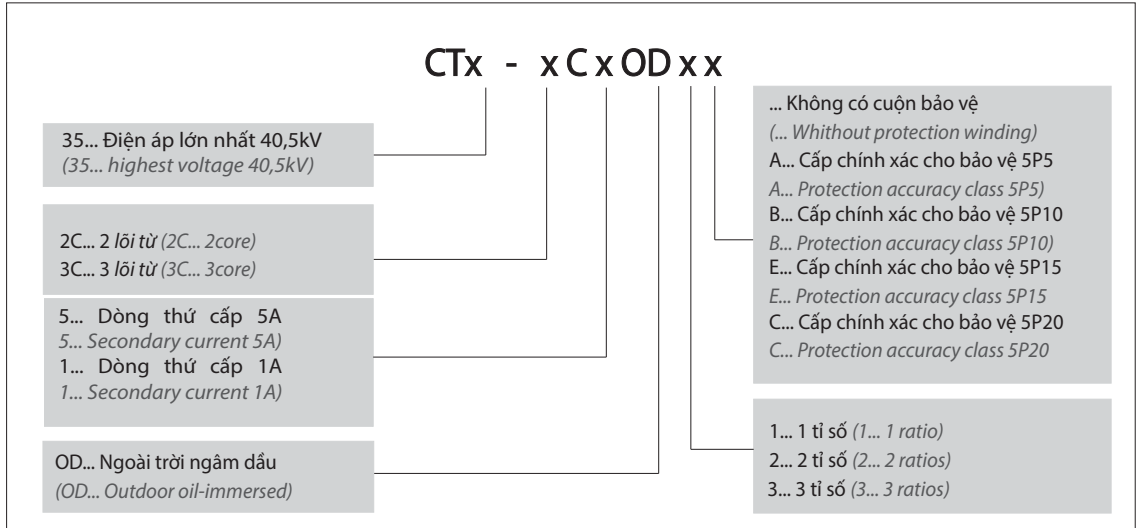 CTx - x C x OD x x
35... Điện áp lớn nhất 40,5kV
(35... highest voltage 40,5kV)
2C... 2 lõi từ (2C... 2core)
3C... 3 lõi từ (3C... 3core)
5... Dòng thứ cấp 5A
5... Secondary current 5A)
1... Dòng thứ cấp 1A
1... Secondary current 1A)
OD... Ngoài trời ngâm dầu
(OD... Outdoor oil-immersed)
... Không có cuộn bảo vệ
(... Whithout protection winding)
A... Cấp chính xác cho bảo vệ 5P5
A... Protection accuracy class 5P5)
B... Cấp chính xác cho bảo vệ 5P10
B... Protection accuracy class 5P10)
E... Cấp chính xác cho bảo vệ 5P15
E... Protection accuracy class 5P15
C... Cấp chính xác cho bảo vệ 5P20
C... Protection accuracy class 5P20
1... 1 tỉ số (1... 1 ratio)
2... 2 tỉ số (2... 2 ratios)
3... 3 tỉ số (3... 3 ratios)